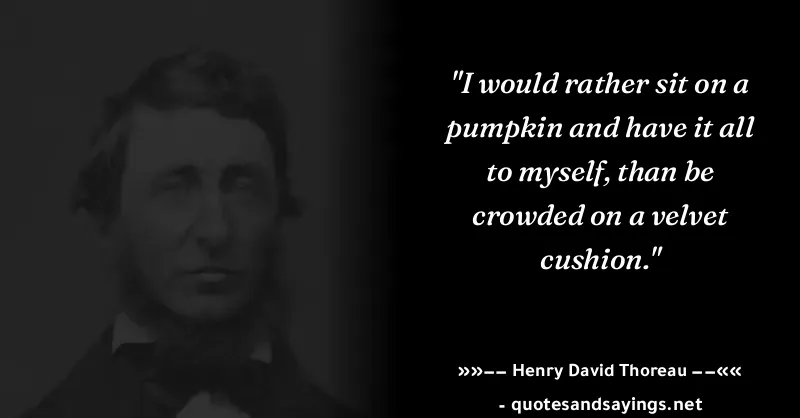 "I would rather sit on a
pumpkin and have it all
to myself, than be
crowded on a velvet
cushion."
»»−− Henry David Thoreau −−««
- quotesandsayings.net